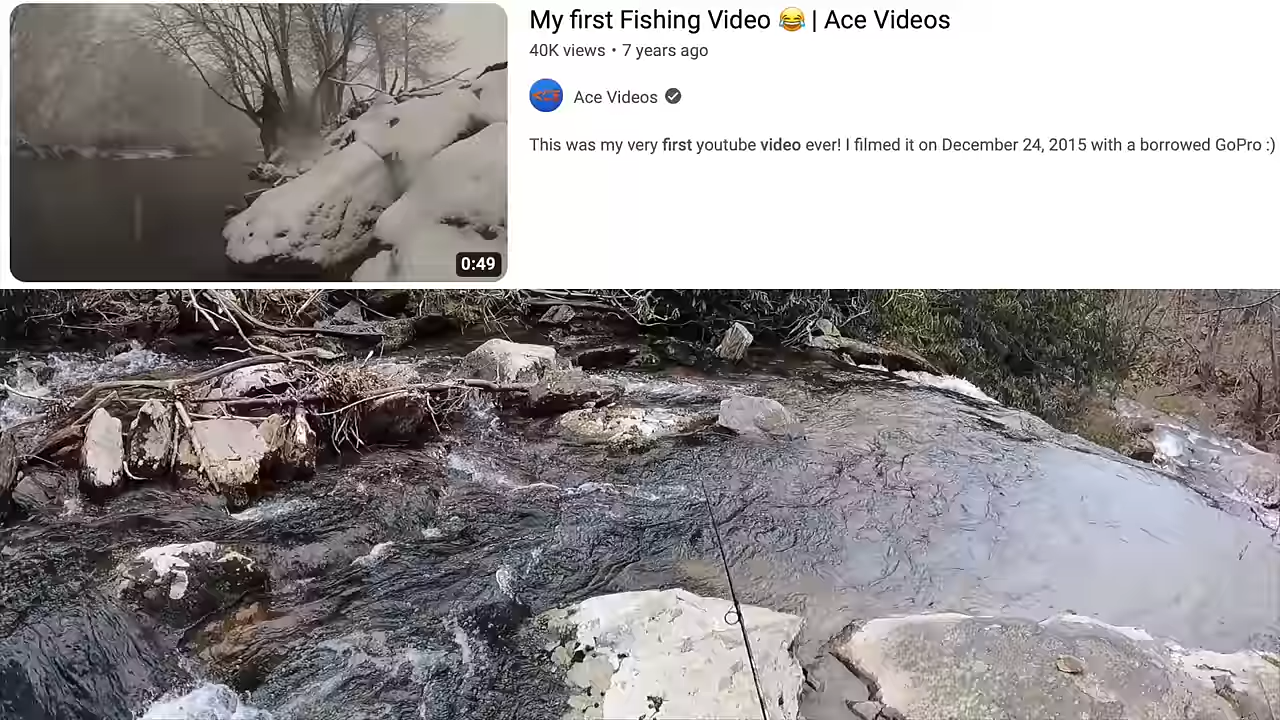 My first Fishing Video 😂 | Ace Videos
40K views • 7 years ago
ACE
Ace Videos
This was my very first youtube video ever! I filmed it on December 24, 2015 with a borrowed GoPro :)
0:49